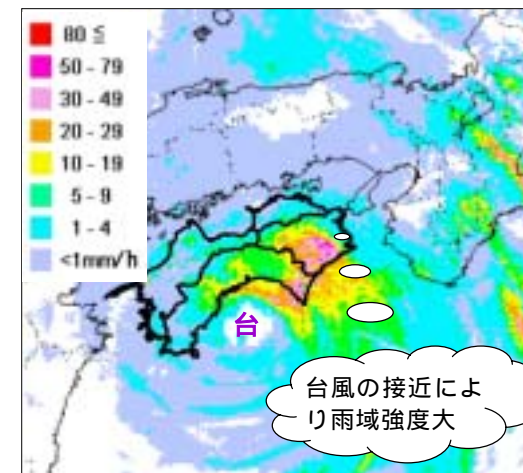 80 ≦
50 - 79
30 - 49
20 - 29
10 - 19
5 - 9
1 - 4
<1mm/h
台
台風の接近によ
り雨域強度大